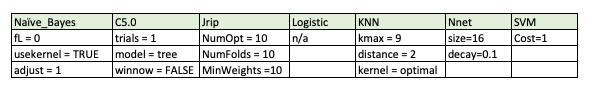 Naïve_Bayes C5.0 Jrip Logistic KNN Nnet SVM
fL = 0 trials = 1 NumOpt = 10 n/a kmax = 9 size=16 Cost=1
usekernel = TRUE model = tree NumFolds = 10 distance = 2 decay=0.1
adjust = 1 winnow = FALSE MinWeights =10 kernel = optimal